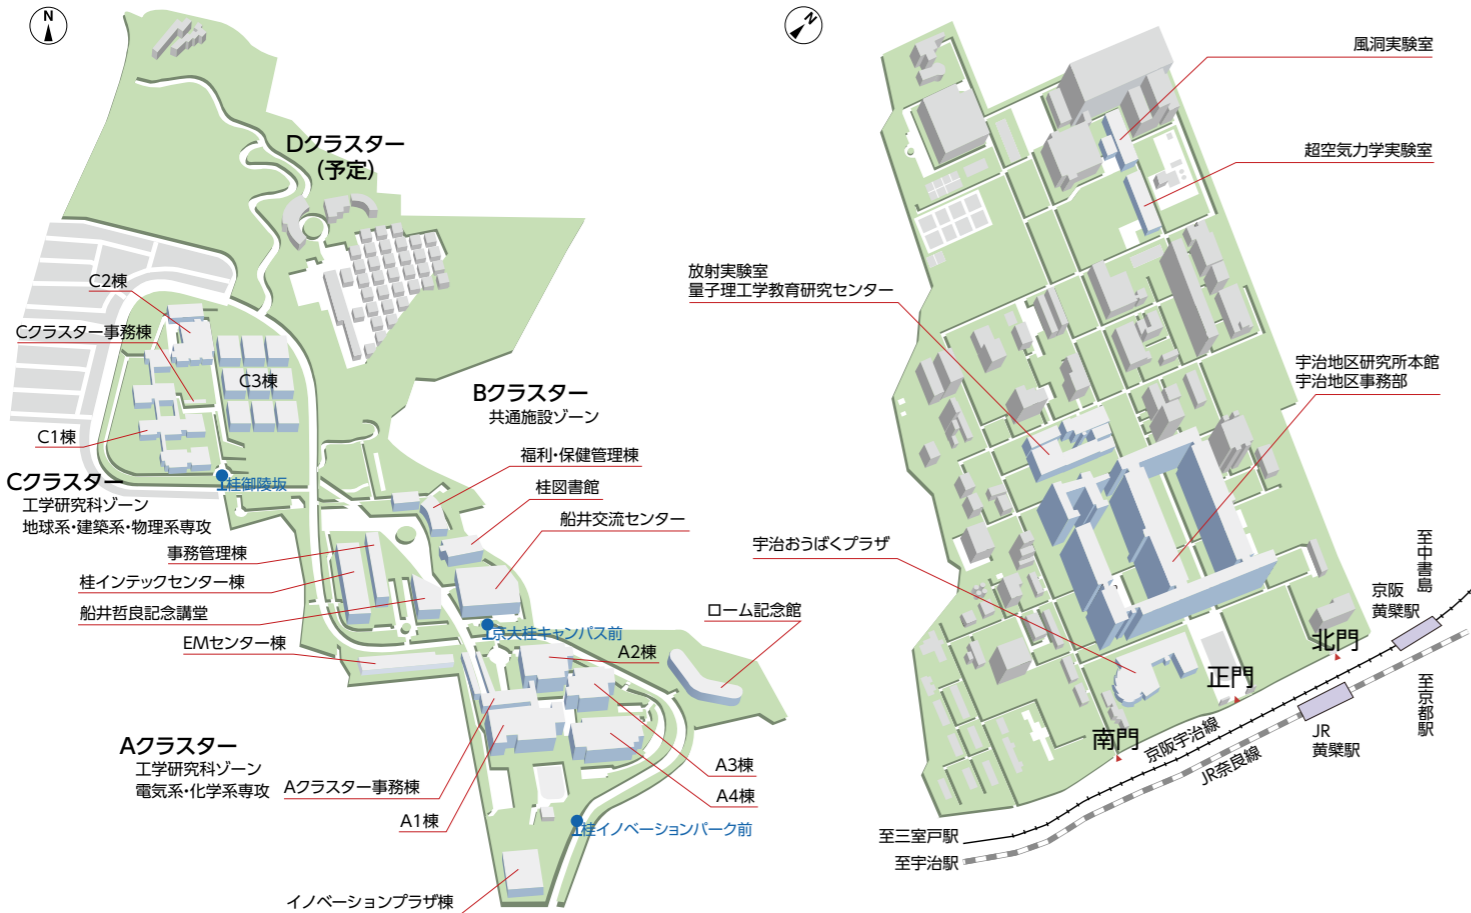 N
Dクラスター
(予定)
C2棟
Cクラスター事務棟
C3棟
C1棟
Cクラスター
工学研究科ゾーン
地球系・建築系・物理系専攻
桂御陵坂
Bクラスター
共通施設ゾーン
福利・保健管理棟
桂図書館
船井交流センター
事務管理棟
桂インテックセンター棟
船井哲良記念講堂
EMセンター棟
京大桂キャンパス前
ローム記念館
A2棟
Aクラスター
工学研究科ゾーン
電気系・化学系専攻
Aクラスター事務棟
A1棟
A3棟
A4棟
桂イノベーションパーク前
イノベーションプラザ棟
N
風洞実験室
超空気力学実験室
放射実験室
量子理工学教育研究センター
宇治地区研究所本館
宇治地区事務部
宇治おうばくプラザ
至中書島
京阪
黄檗駅
北門
正門
南門
京阪宇治線
JR奈良線
JR
黄檗駅
至京都駅
至三室戸駅
至宇治駅